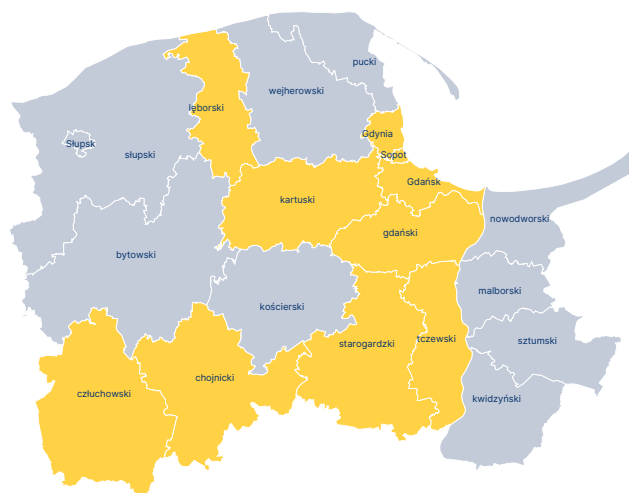 pucki
wejherowski
lęborski
Gdynia
Słupsk
słupski
Sopot
Gdańsk
kartuski
nowodworski
gdański
bytowski
malborski
kościerski
starogardzki
tczewski
sztumski
chojnicki
człuchowski
kwidzyński